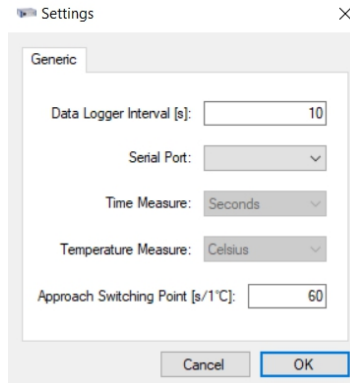 Settings
Generic
Data Logger Interval [s]: 10
Serial Port:
Time Measure: Seconds
Temperature Measure: Celsius
Approach Switching Point [s/1°C]: 60
Cancel OK